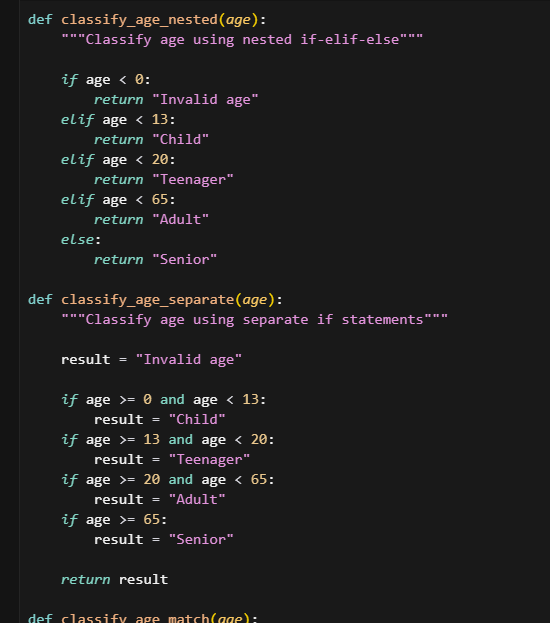 def classify_age_nested(age):
    """Classify age using nested if-elif-else"""
    if age < 0:
        return "Invalid age"
    elif age < 13:
        return "Child"
    elif age < 20:
        return "Teenager"
    elif age < 65:
        return "Adult"
    else:
        return "Senior"
def classify_age_separate(age):
    """Classify age using separate if statements"""
    result = "Invalid age"
    if age >= 0 and age < 13:
        result = "Child"
    if age >= 13 and age < 20:
        result = "Teenager"
    if age >= 20 and age < 65:
        result = "Adult"
    if age >= 65:
        result = "Senior"
    return result
def classify_age_match(age):